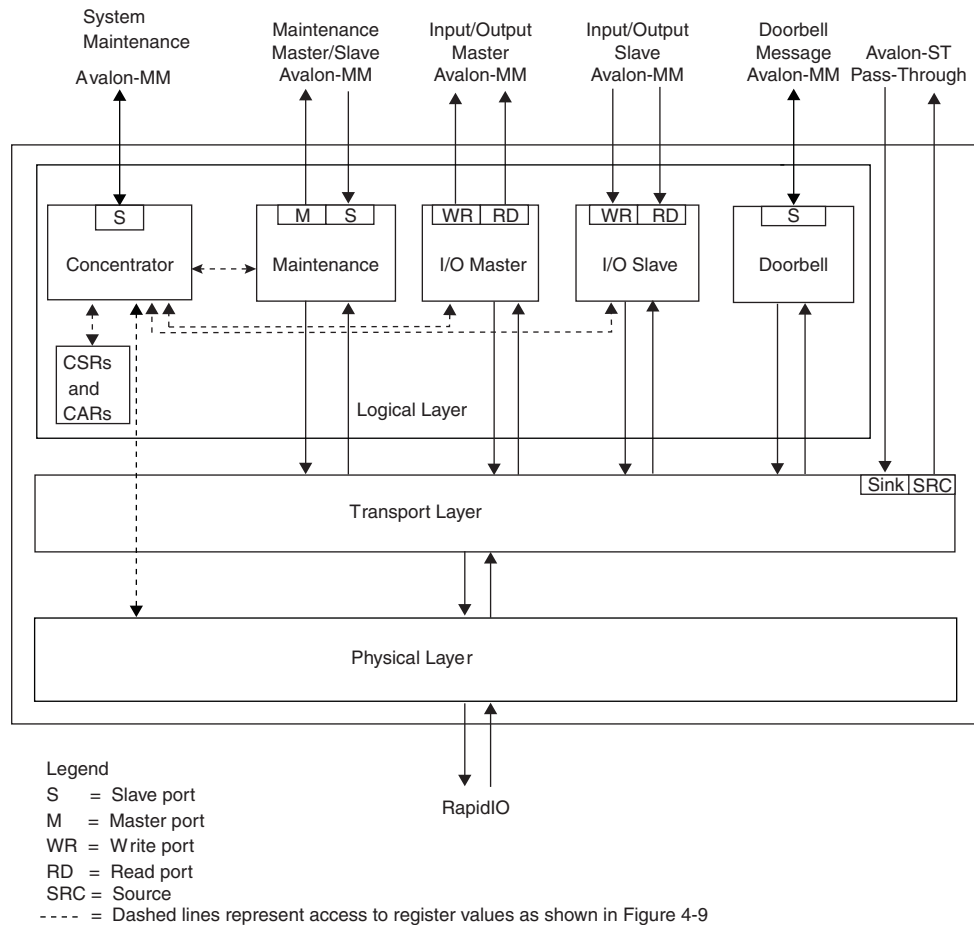 System
Maintenance
Avalon-MM
Maintenance
Master/Slave
Avalon-MM
Input/Output
Master
Avalon-MM
Input/Output
Slave
Avalon-MM
Doorbell
Message
Avalon-MM
Avalon-ST
Pass-Through
S
M S
WR RD
WR RD
S
Concentrator
Maintenance
I/O Master
I/O Slave
Doorbell
CSRs
and
CARs
Logical Layer
Sink SRC
Transport Layer
Physical Layer
RapidIO
Legend
S = Slave port
M = Master port
WR = Write port
RD = Read port
SRC = Source
---- = Dashed lines represent access to register values as shown in Figure 4-9